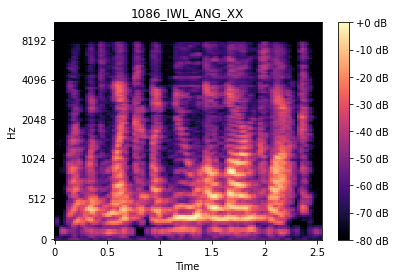 1086_IWL_ANG_XX
Hz
8192
4096
2048
1024
512
0
0 0.5 1 1.5 2 2.5
Time
+0 dB
-10 dB
-20 dB
-30 dB
-40 dB
-50 dB
-60 dB
-70 dB
-80 dB